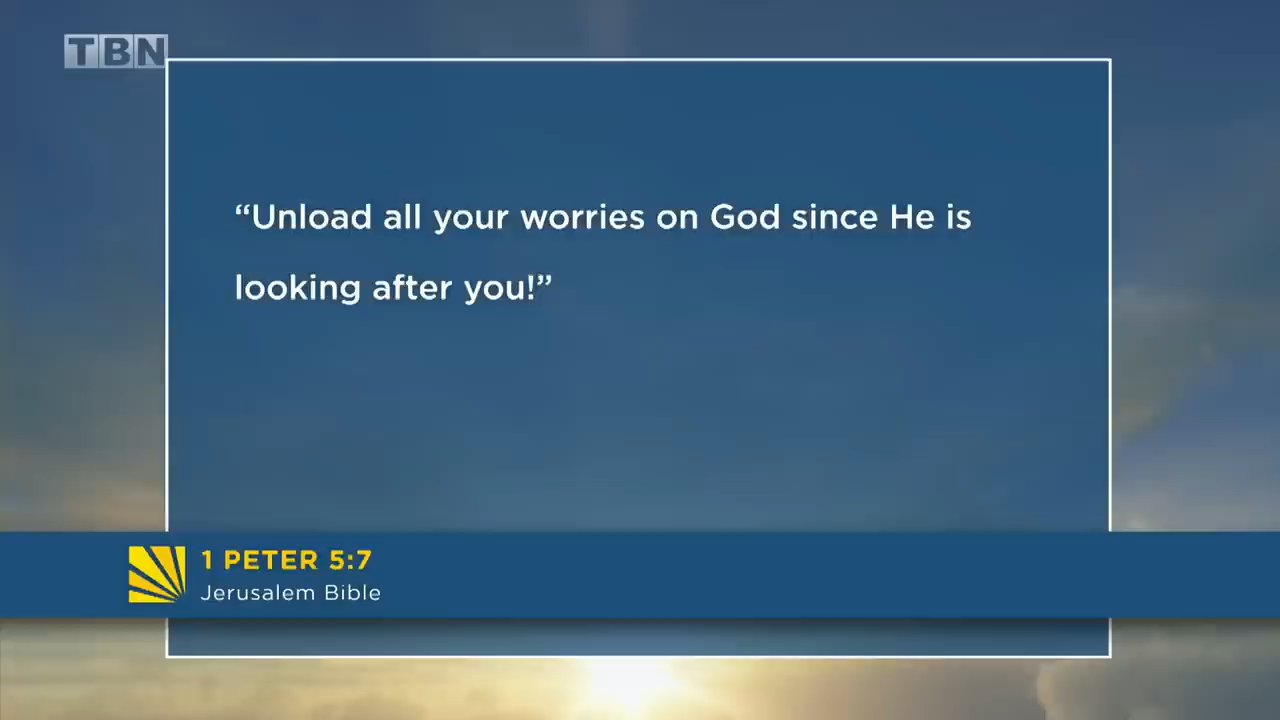 TBN
“Unload all your worries on God since He is
looking after you!”
1 PETER 5:7
Jerusalem Bible